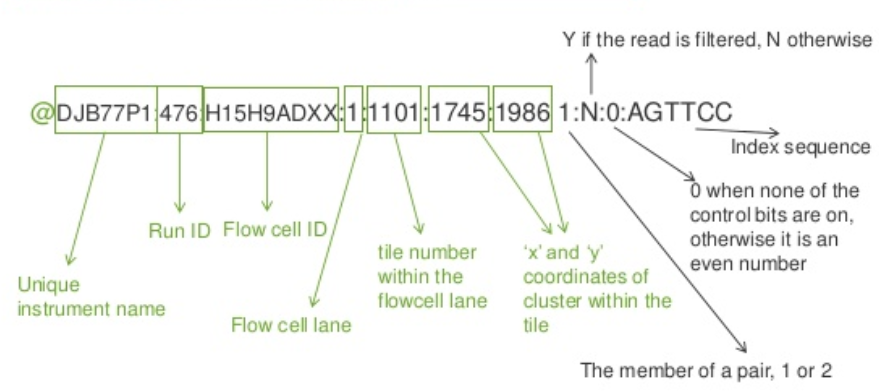 Y if the read is filtered, N otherwise
@DJB77P1:476:H15H9ADXX:1:1101:1745:1986 1:N:0:AGTTCC
Index sequence
0 when none of the
control bits are on,
otherwise it is an
even number
Run ID
Flow cell ID
tile number
within the
flowcell lane
'x' and 'y'
coordinates of
cluster within the
tile
Unique
instrument name
Flow cell lane
The member of a pair, 1 or 2